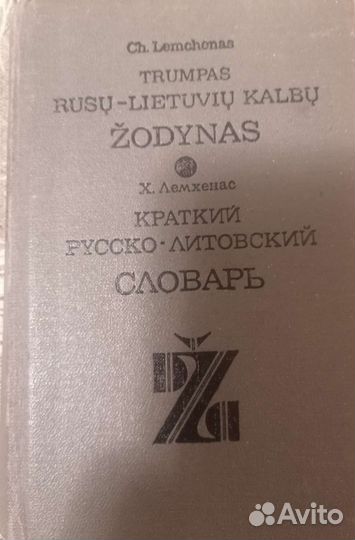 Ch. Lemchenas
TRUMPAS
RUSŲ-LIETUVIŲ KALBŲ
ŽODYNAS
Х. Лемхенас
КРАТКИЙ
РУССКО-ЛИТОВСКИЙ
СЛОВАРЬ
Avito